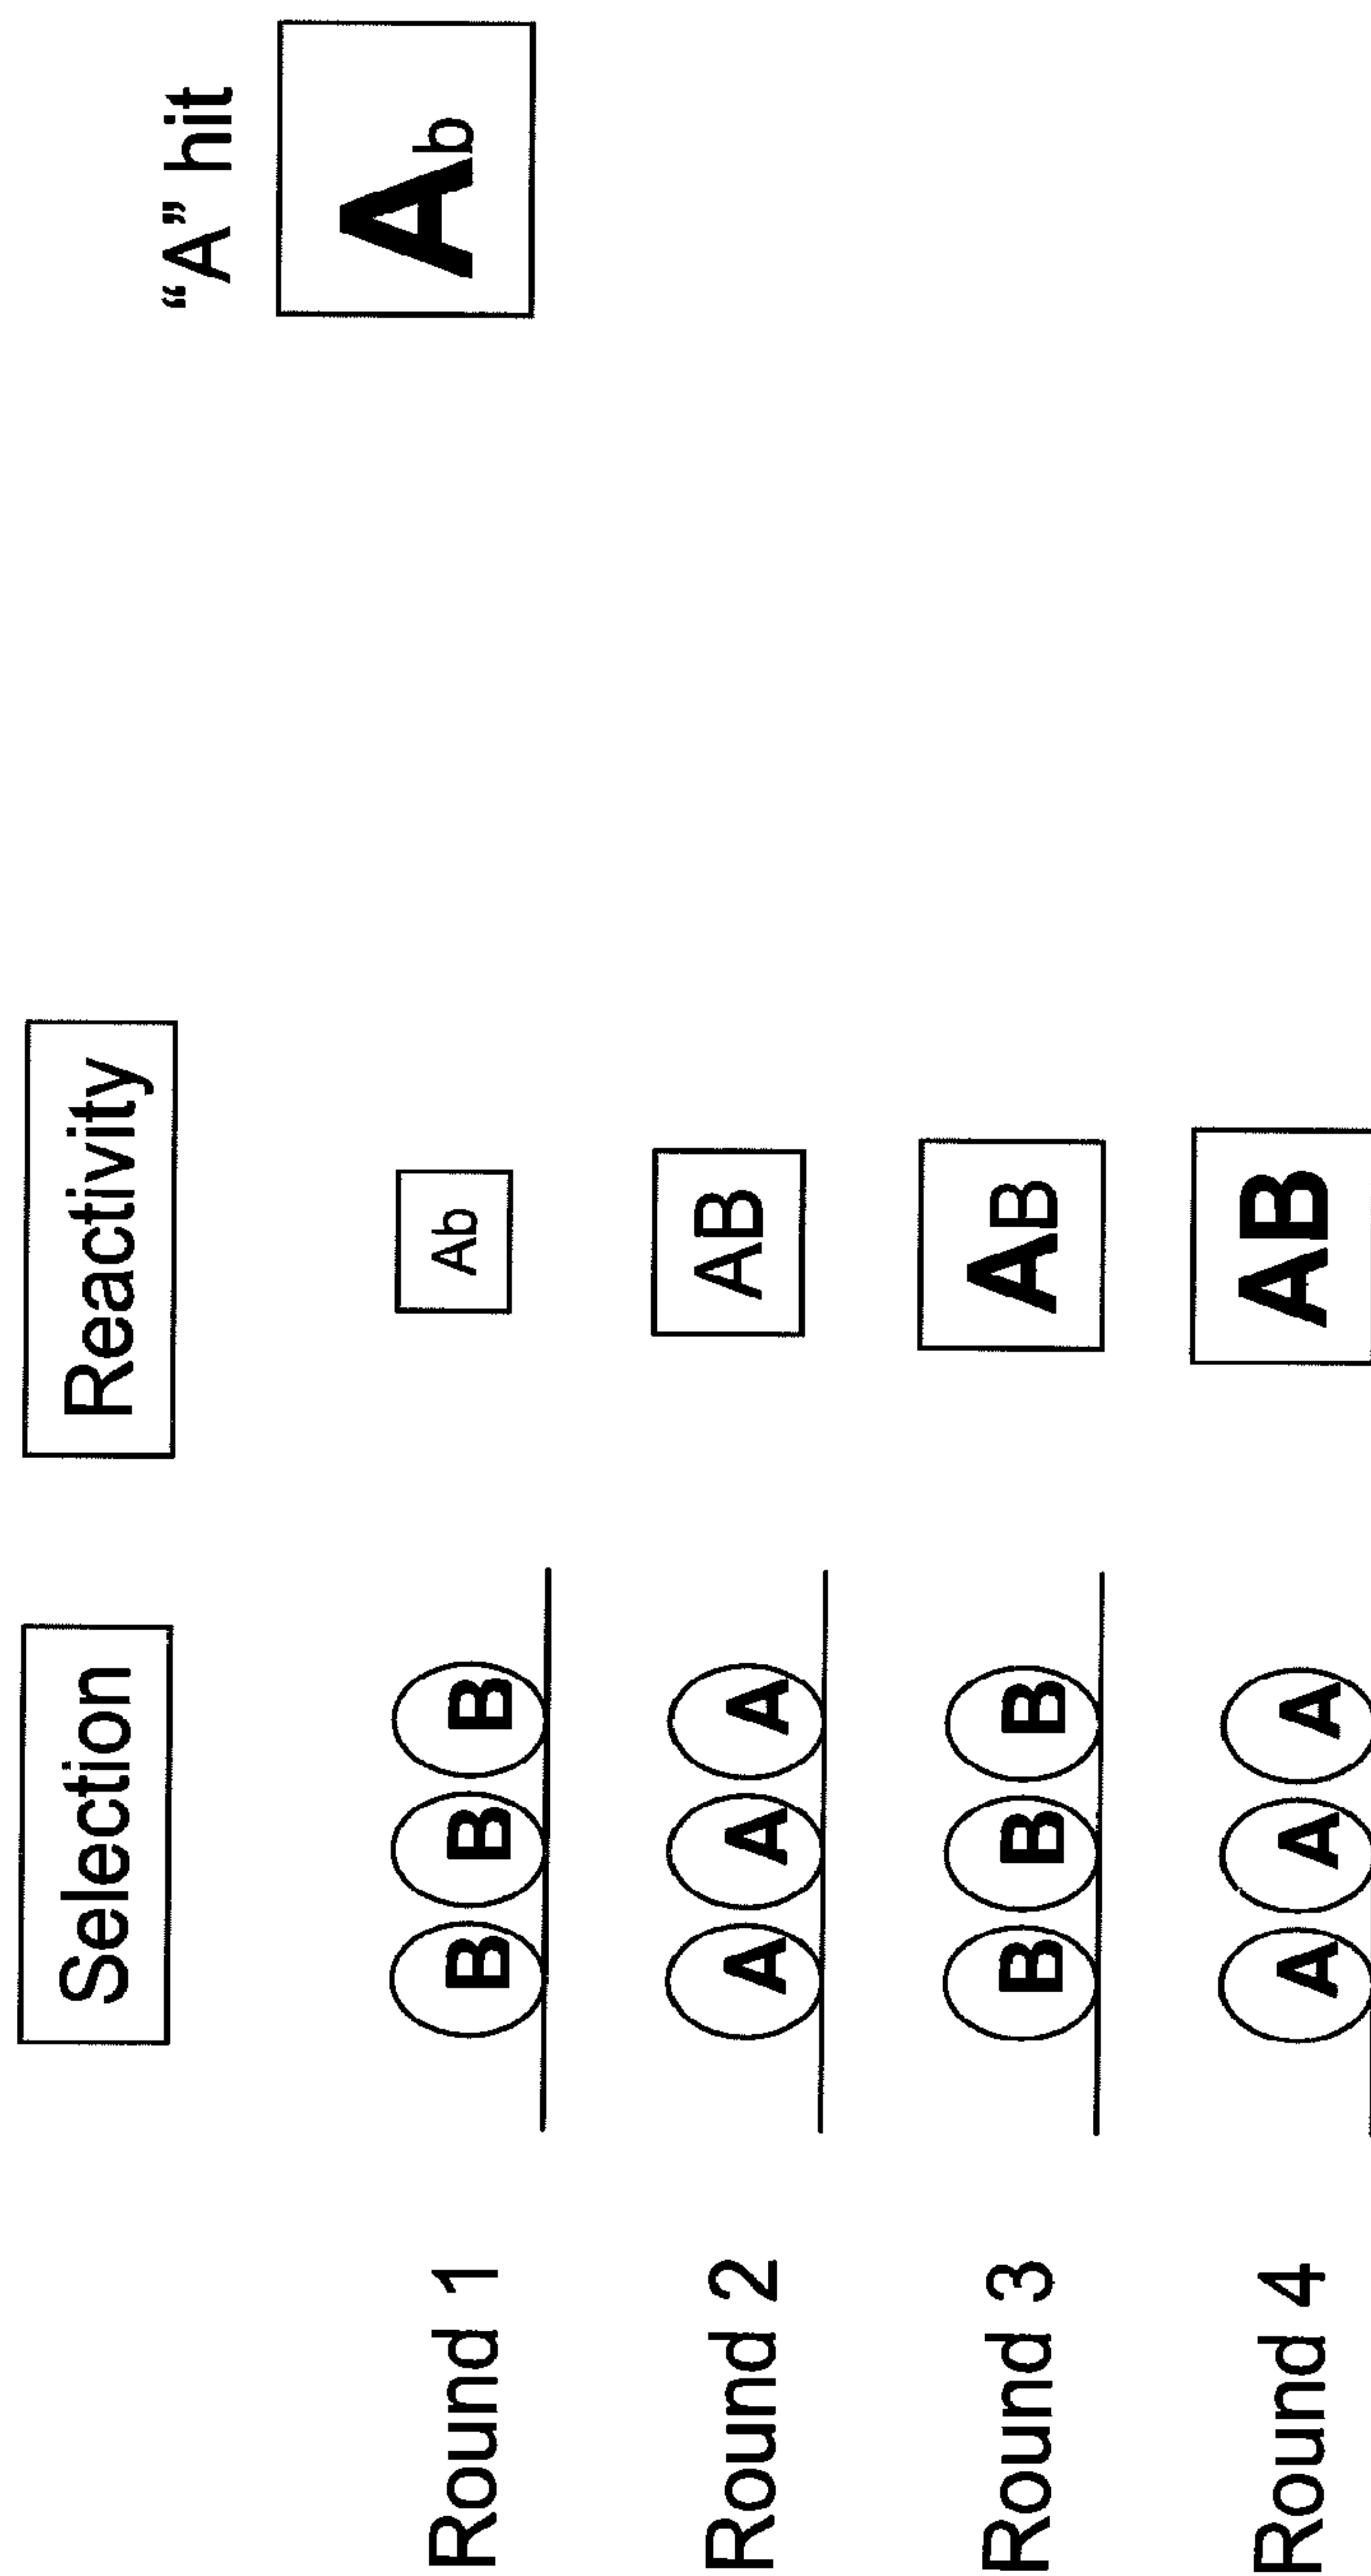 “A” hit
Ab
Selection Reactivity
Round 1 B B B Ab
Round 2 A A A AB
Round 3 B B B AB
Round 4 A A A AB